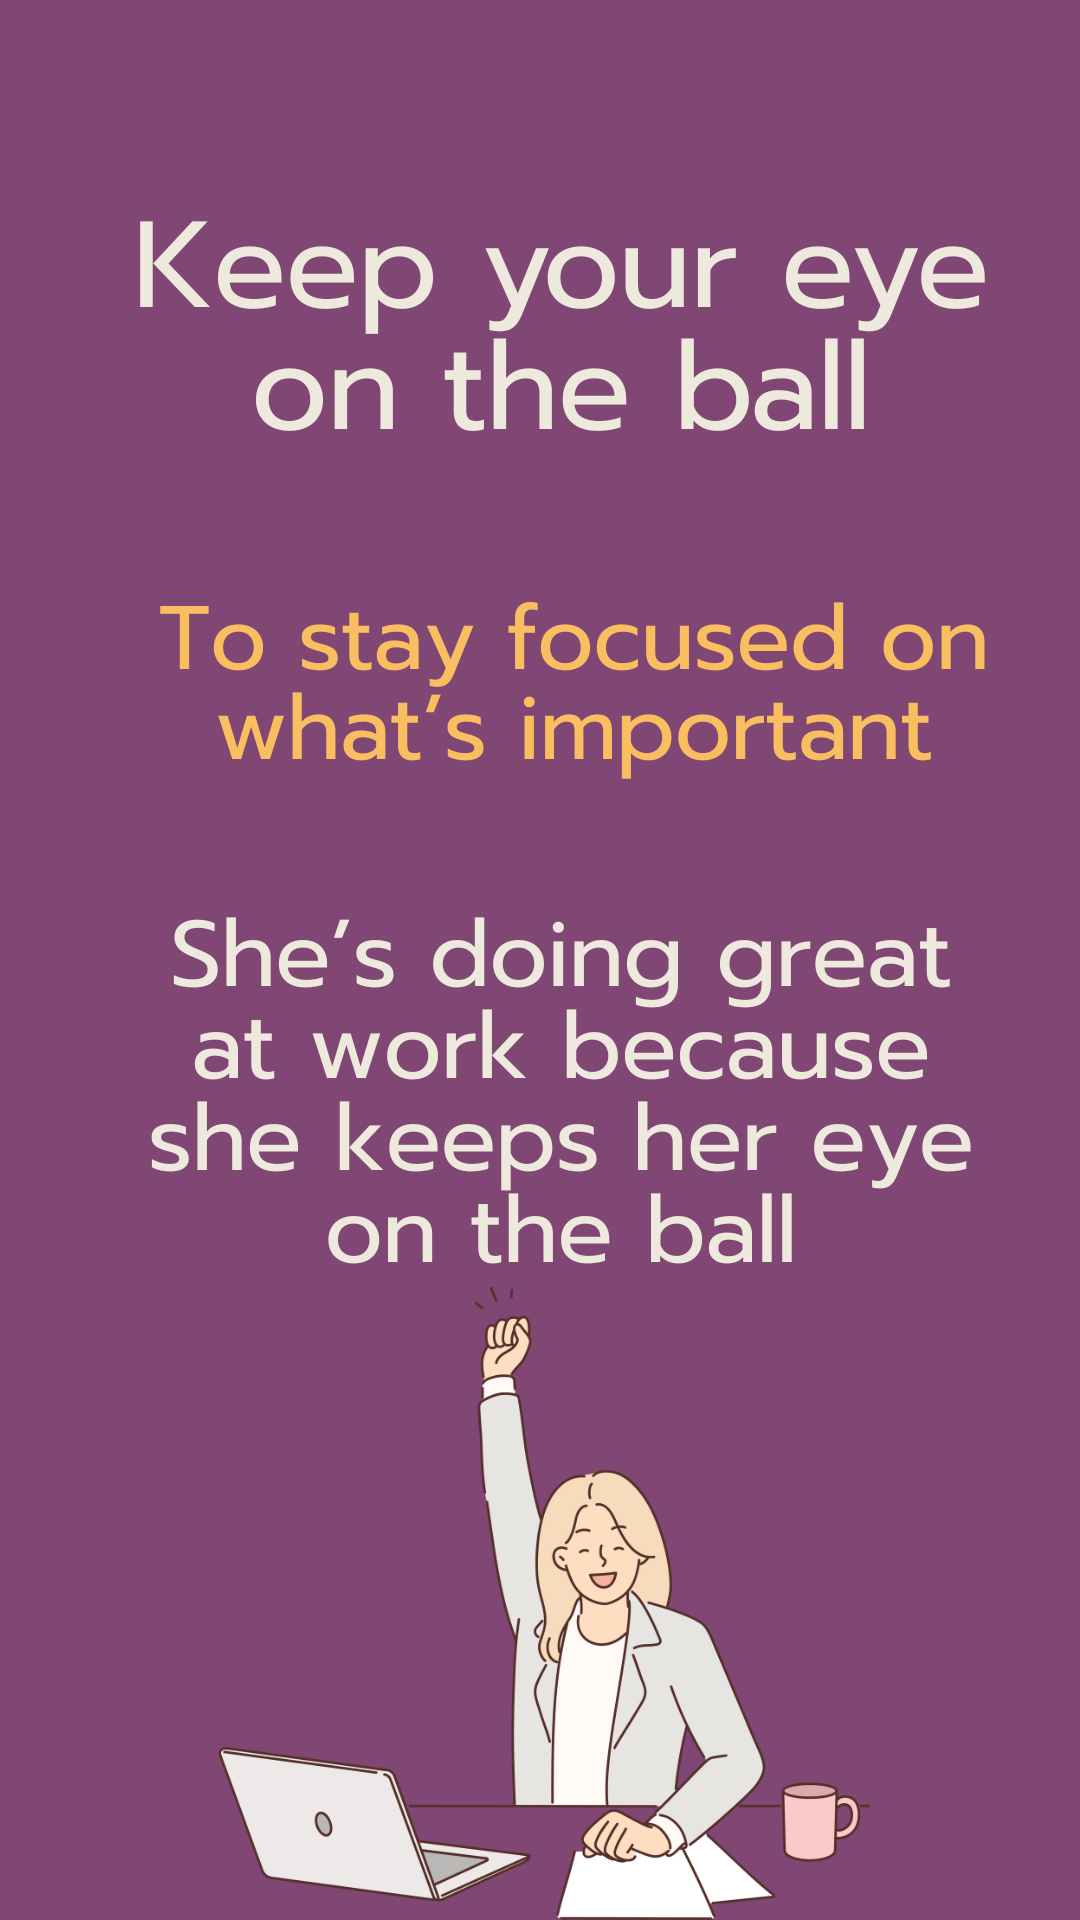 Keep your eye
on the ball
To stay focused on
what’s important
She’s doing great
at work because
she keeps her eye
on the ball